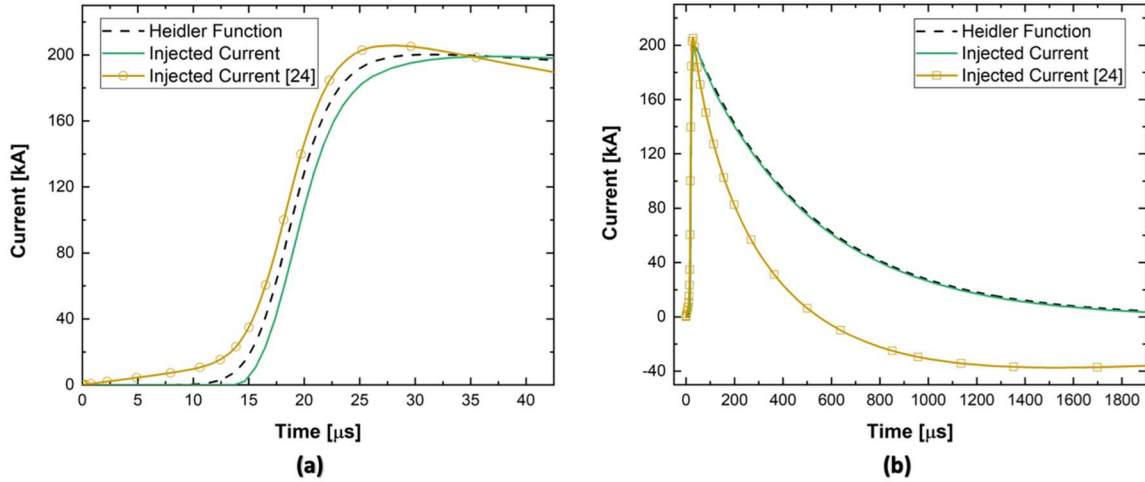 Heidler Function
Injected Current
Injected Current [24]
Current [kA]
200
160
120
80
40
0
0 5 10 15 20 25 30 35 40
Time [μs]
(a)
Heidler Function
Injected Current
Injected Current [24]
Current [kA]
200
160
120
80
40
0
-40
0 200 400 600 800 1000 1200 1400 1600 1800
Time [μs]
(b)